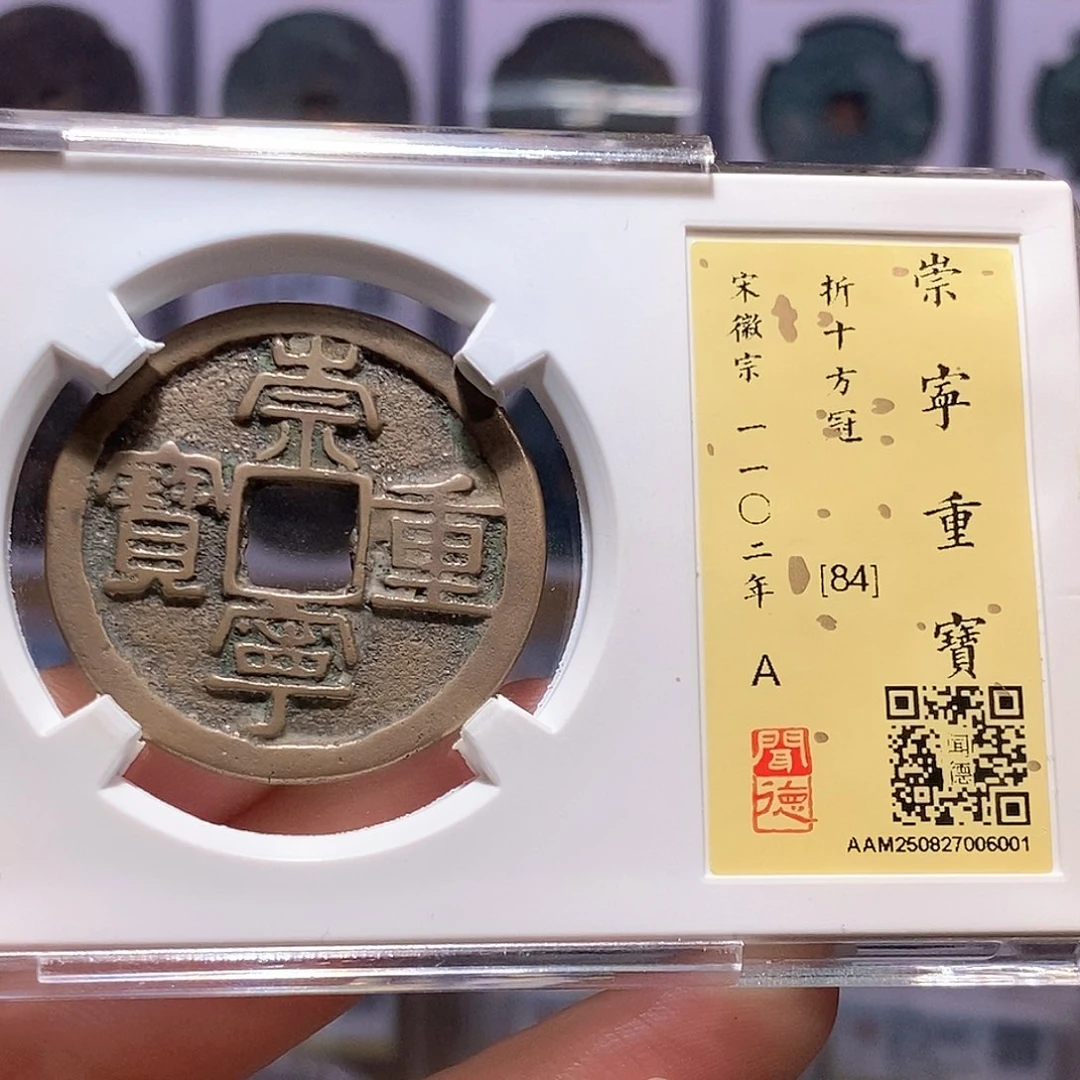 崇寧重寶
崇寧重寶
折十方冠
[84]
宋徽宗 一一〇二年 A
聞德
闻德
AAM250827006001